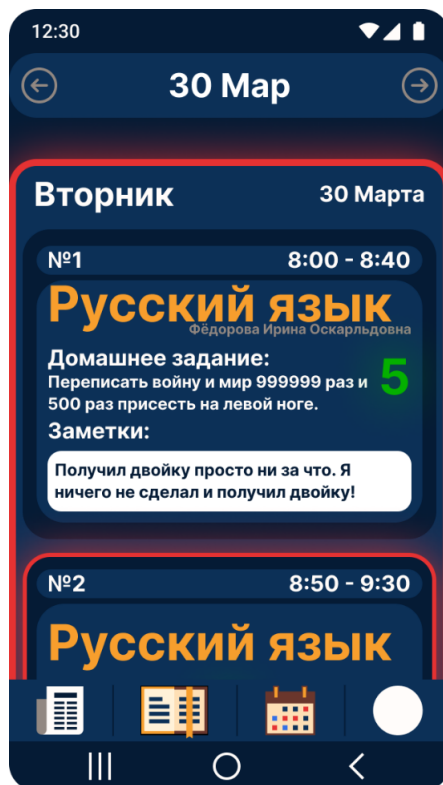 12:30
30 Мар
Вторник
30 Марта
№1
8:00 - 8:40
Русский язык
Фёдорова Ирина Оскарльдовна
Домашнее задание:
Переписать войну и мир 999999 раз и
500 раз присесть на левой ноге.
5
Заметки:
Получил двойку просто ни за что. Я
ничего не сделал и получил двойку!
№2
8:50 - 9:30
Русский язык